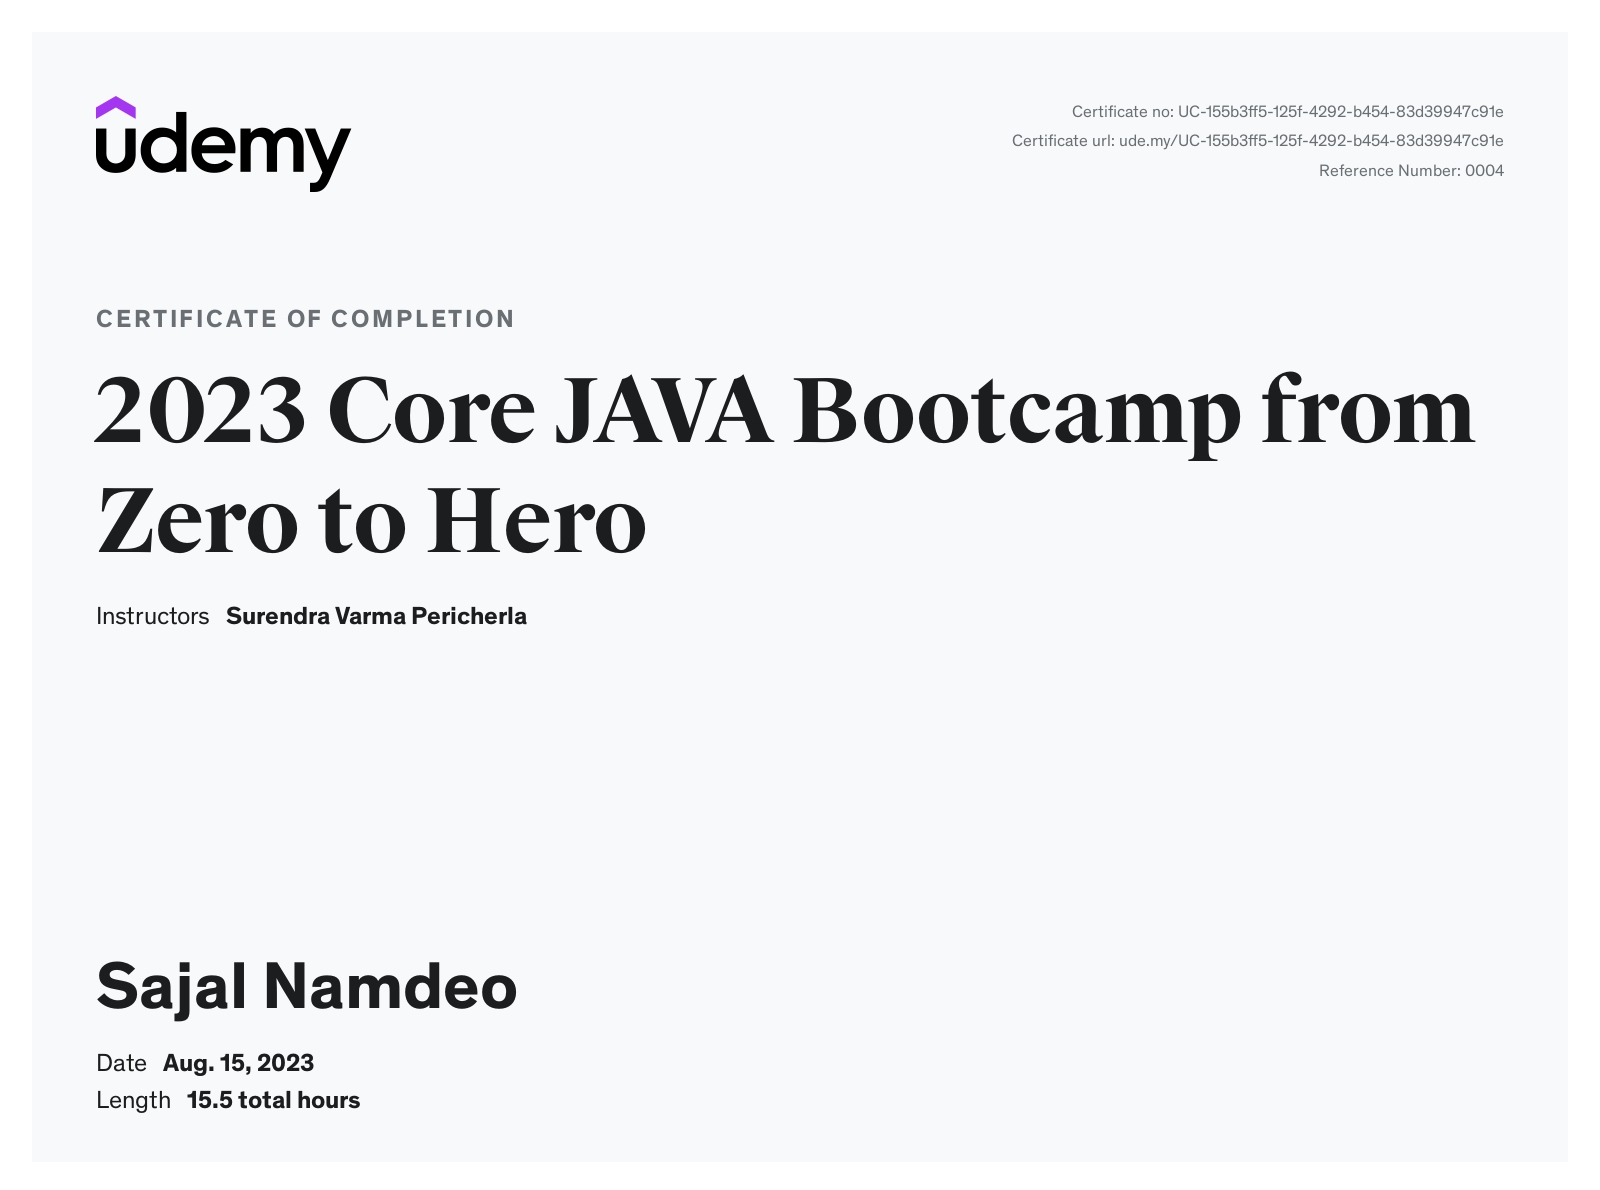 udemy
Certificate no: UC-155b3ff5-125f-4292-b454-83d39947c91e
Certificate url: ude.my/UC-155b3ff5-125f-4292-b454-83d39947c91e
Reference Number: 0004
CERTIFICATE OF COMPLETION
2023 Core JAVA Bootcamp from
Zero to Hero
Instructors Surendra Varma Pericherla
Sajal Namdeo
Date Aug. 15, 2023
Length 15.5 total hours